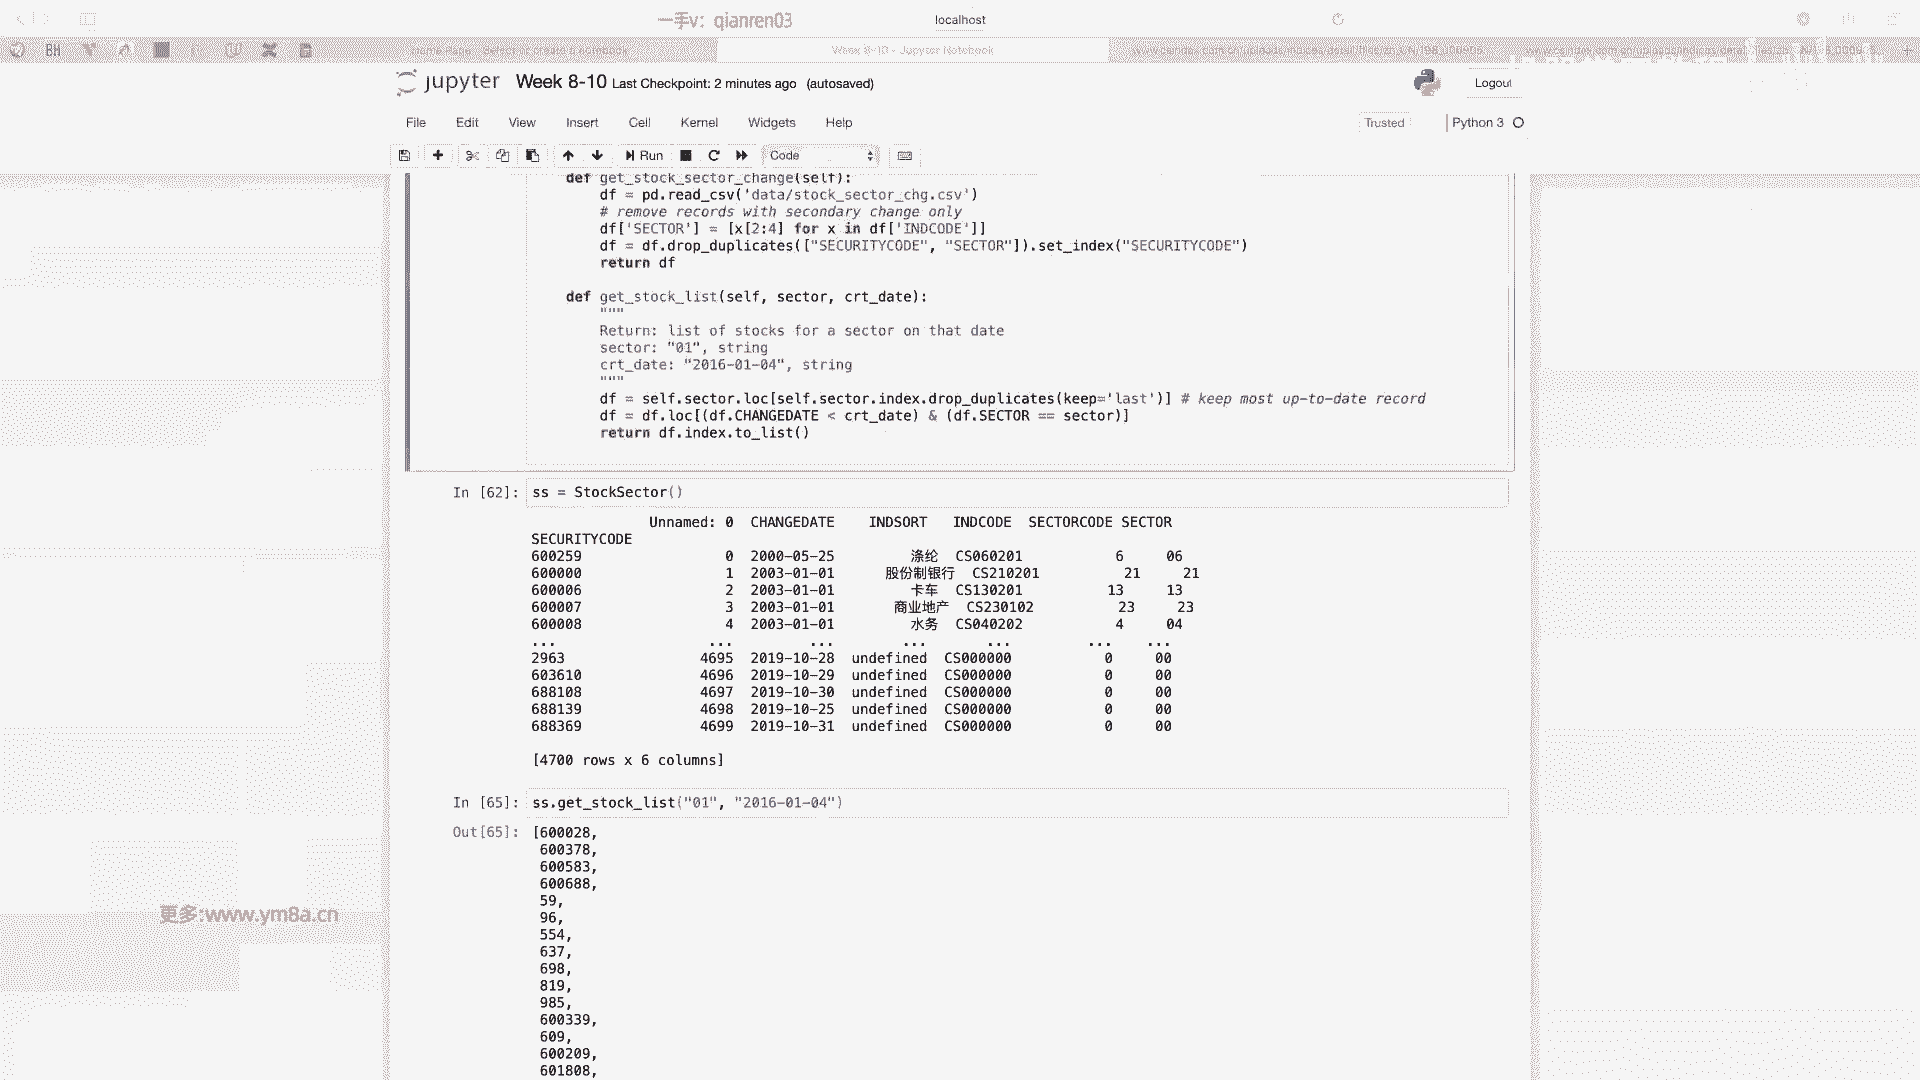 一手v: qianren03
localhost
BH
Home Page - Select or create a notebook
Week 8-10 - Jupyter Notebook
jupyter Week 8-10 Last Checkpoint: 2 minutes ago (autosaved)
Logout
File Edit View Insert Cell Kernel Widgets Help
Trusted
Python 3
Run
Code
def get_stock_sector_change(self):
df = pd.read_csv('data/stock_sector_chg.csv')
# remove records with secondary change only
df['SECTOR'] = [x[2:4] for x in df['INDCODE']]
df = df.drop_duplicates(["SECURITYCODE", "SECTOR"]).set_index("SECURITYCODE")
return df
def get_stock_list(self, sector, crt_date):
"""
Return: list of stocks for a sector on that date
sector: "01", string
crt_date: "2016-01-04", string
"""
df = self.sector.loc[self.sector.index.drop_duplicates(keep='last')] # keep most up-to-date record
df = df.loc[(df.CHANGEDATE < crt_date) & (df.SECTOR == sector)]
return df.index.to_list()
In [62]: ss = StockSector()
Unnamed: 0 CHANGEDATE INDSORT INDCODE SECTORCODE SECTOR
SECURITYCODE
600259 0 2000-05-25 涤纶 CS060201 6 06
600000 1 2003-01-01 股份制银行 CS210201 21 21
600006 2 2003-01-01 卡车 CS130201 13 13
600007 3 2003-01-01 商业地产 CS230102 23 23
600008 4 2003-01-01 水务 CS040202 4 04
... ... ... ... ... ... ...
2963 4695 2019-10-28 undefined CS000000 0 00
603610 4696 2019-10-29 undefined CS000000 0 00
688108 4697 2019-10-30 undefined CS000000 0 00
688139 4698 2019-10-25 undefined CS000000 0 00
688369 4699 2019-10-31 undefined CS000000 0 00
[4700 rows x 6 columns]
In [65]: ss.get_stock_list("01", "2016-01-04")
Out[65]: [600028,
600378,
600583,
600688,
59,
96,
554,
637,
698,
819,
985,
600339,
609,
600209,
601808,
更多:www.ym8a.cn